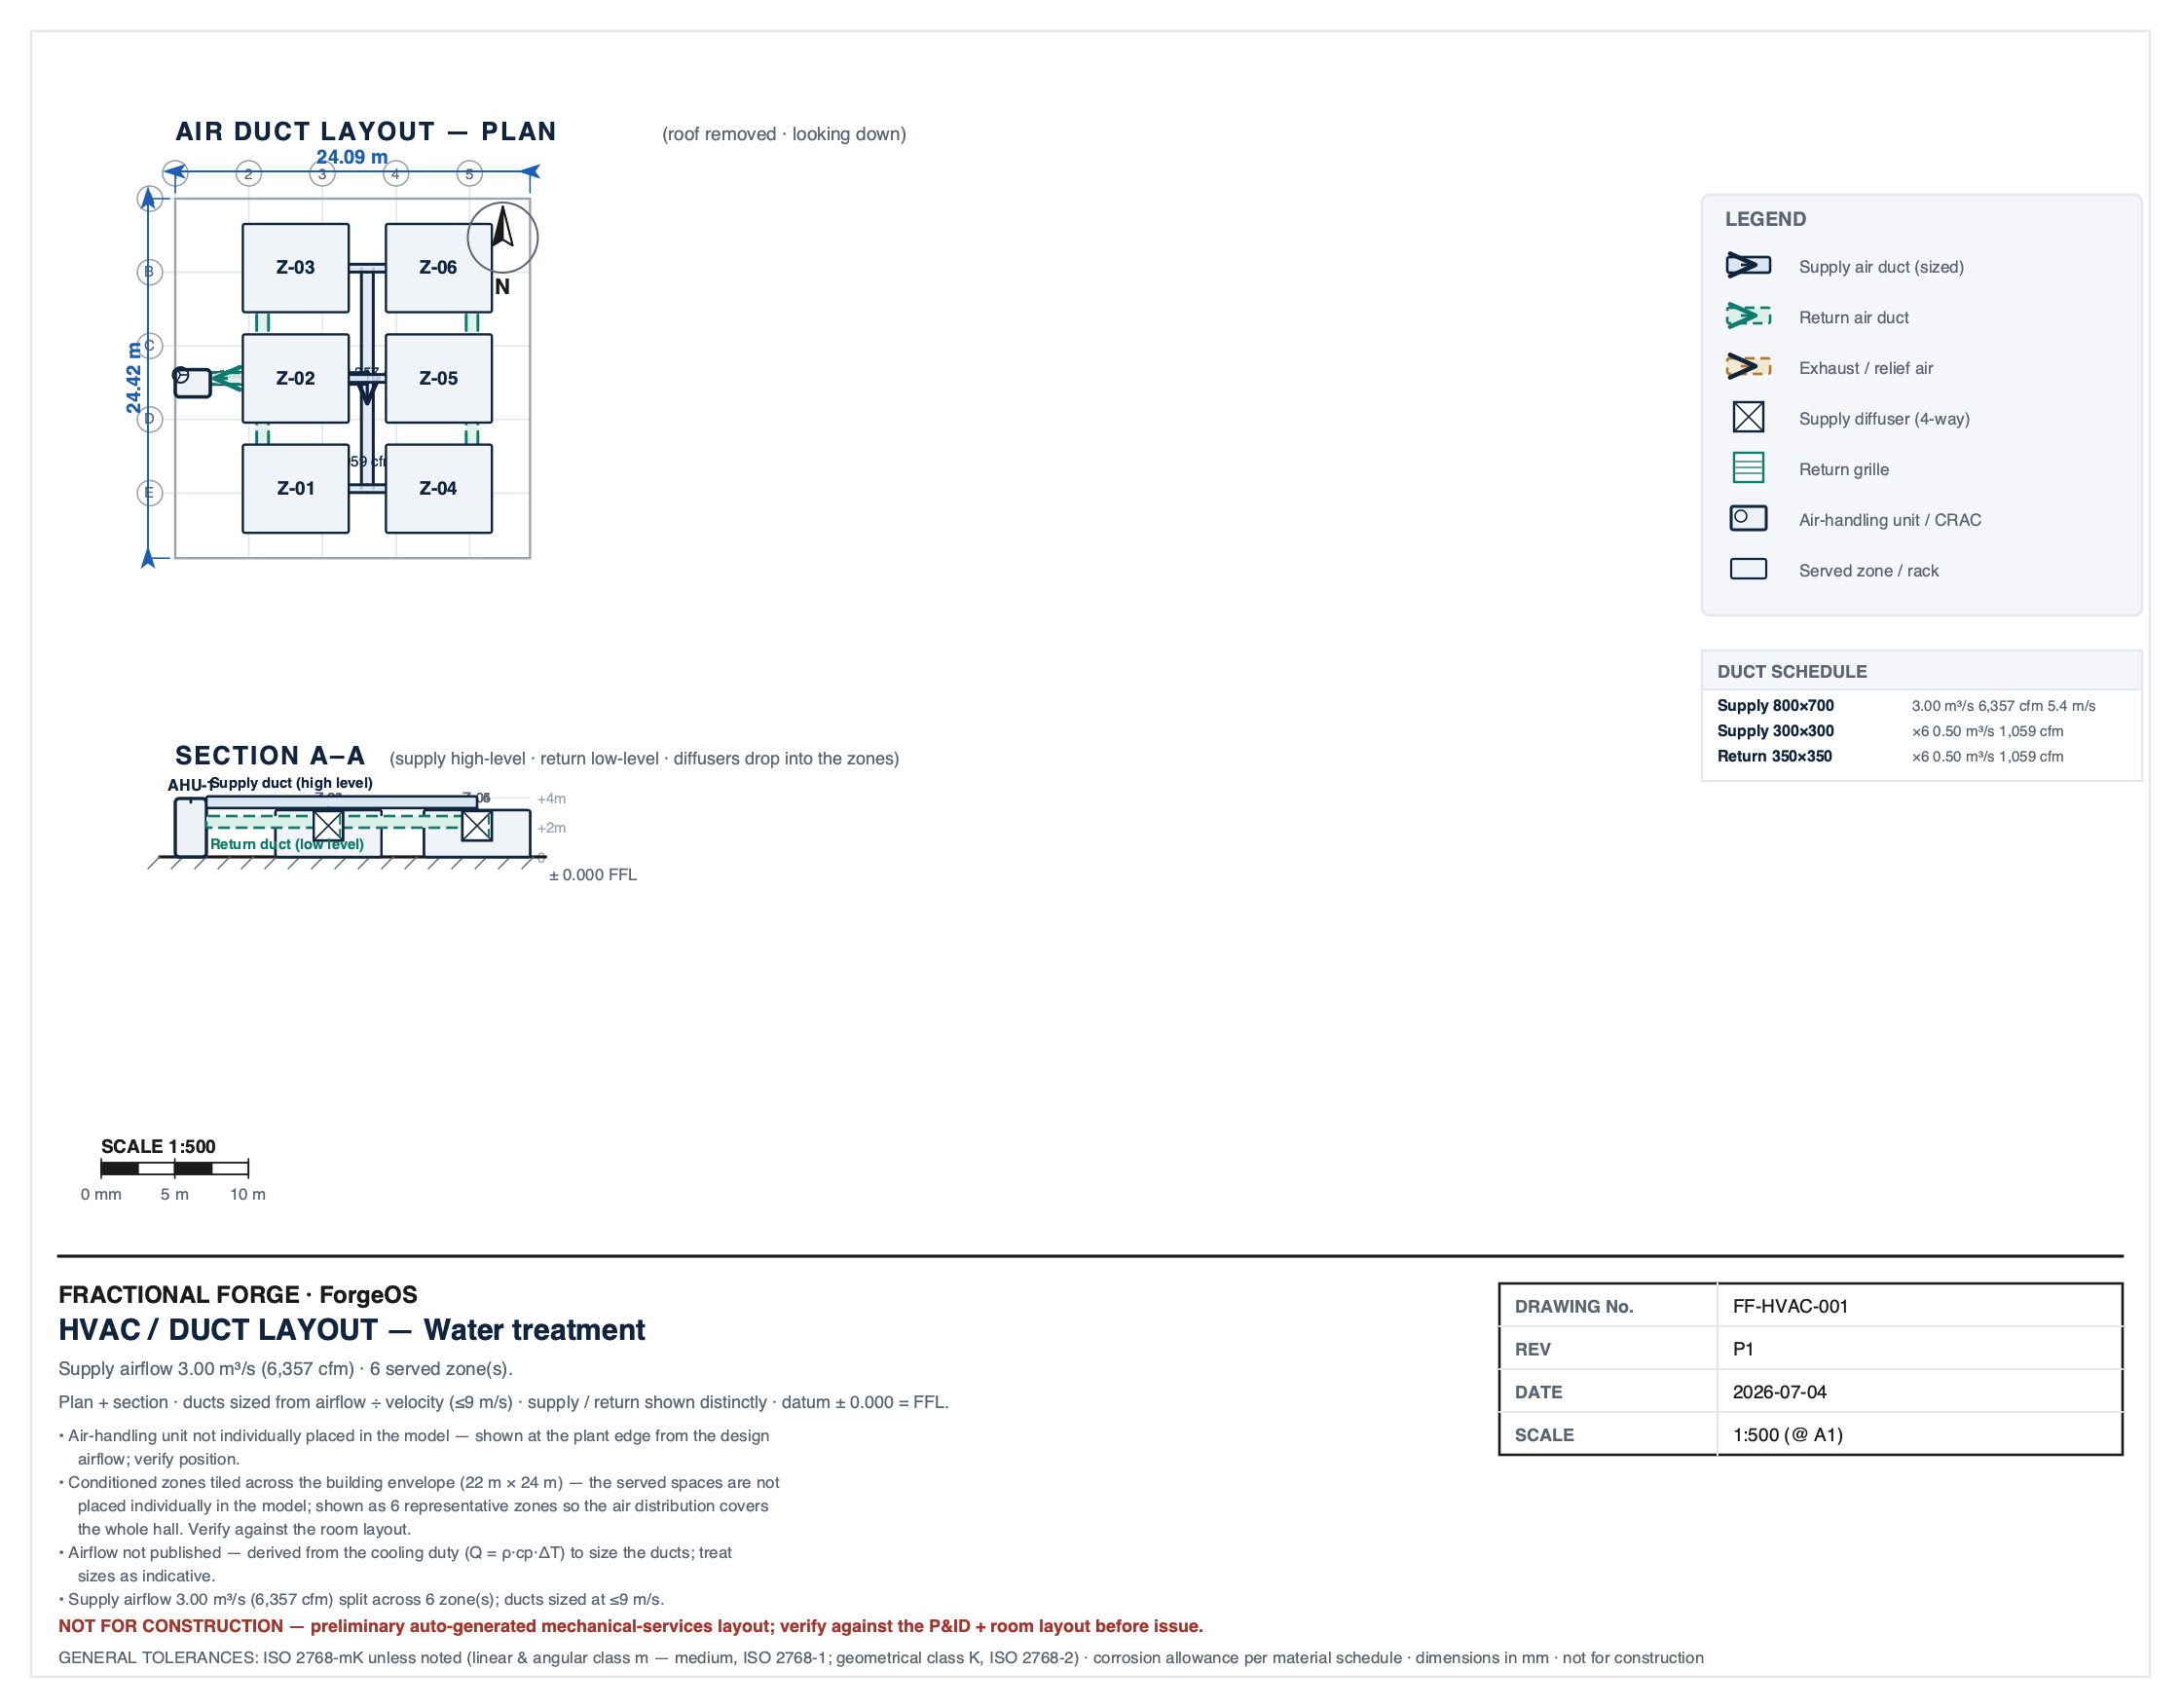 AIR DUCT LAYOUT — PLAN
(roof removed · looking down)
24.09 m
2
3
4
5
B
C
D
E
24.42 m
Z-03
Z-06
N
Z-02
Z-05
59 cf
Z-01
Z-04
LEGEND
Supply air duct (sized)
Return air duct
Exhaust / relief air
Supply diffuser (4-way)
Return grille
Air-handling unit / CRAC
Served zone / rack
DUCT SCHEDULE
Supply 800×700 3.00 m³/s 6,357 cfm 5.4 m/s
Supply 300×300 ×6 0.50 m³/s 1,059 cfm
Return 350×350 ×6 0.50 m³/s 1,059 cfm
SECTION A–A (supply high-level · return low-level · diffusers drop into the zones)
AHU-1
Supply duct (high level)
+4m
+2m
0
Return duct (low level)
± 0.000 FFL
SCALE 1:500
0 mm 5 m 10 m
FRACTIONAL FORGE · ForgeOS
HVAC / DUCT LAYOUT — Water treatment
Supply airflow 3.00 m³/s (6,357 cfm) · 6 served zone(s).
Plan + section · ducts sized from airflow ÷ velocity (≤9 m/s) · supply / return shown distinctly · datum ± 0.000 = FFL.
• Air-handling unit not individually placed in the model — shown at the plant edge from the design
airflow; verify position.
• Conditioned zones tiled across the building envelope (22 m × 24 m) — the served spaces are not
placed individually in the model; shown as 6 representative zones so the air distribution covers
the whole hall. Verify against the room layout.
• Airflow not published — derived from the cooling duty (Q = ρ·cp·ΔT) to size the ducts; treat
sizes as indicative.
• Supply airflow 3.00 m³/s (6,357 cfm) split across 6 zone(s); ducts sized at ≤9 m/s.
NOT FOR CONSTRUCTION — preliminary auto-generated mechanical-services layout; verify against the P&ID + room layout before issue.
GENERAL TOLERANCES: ISO 2768-mK unless noted (linear & angular class m — medium, ISO 2768-1; geometrical class K, ISO 2768-2) · corrosion allowance per material schedule · dimensions in mm · not for construction
DRAWING No. FF-HVAC-001
REV P1
DATE 2026-07-04
SCALE 1:500 (@ A1)